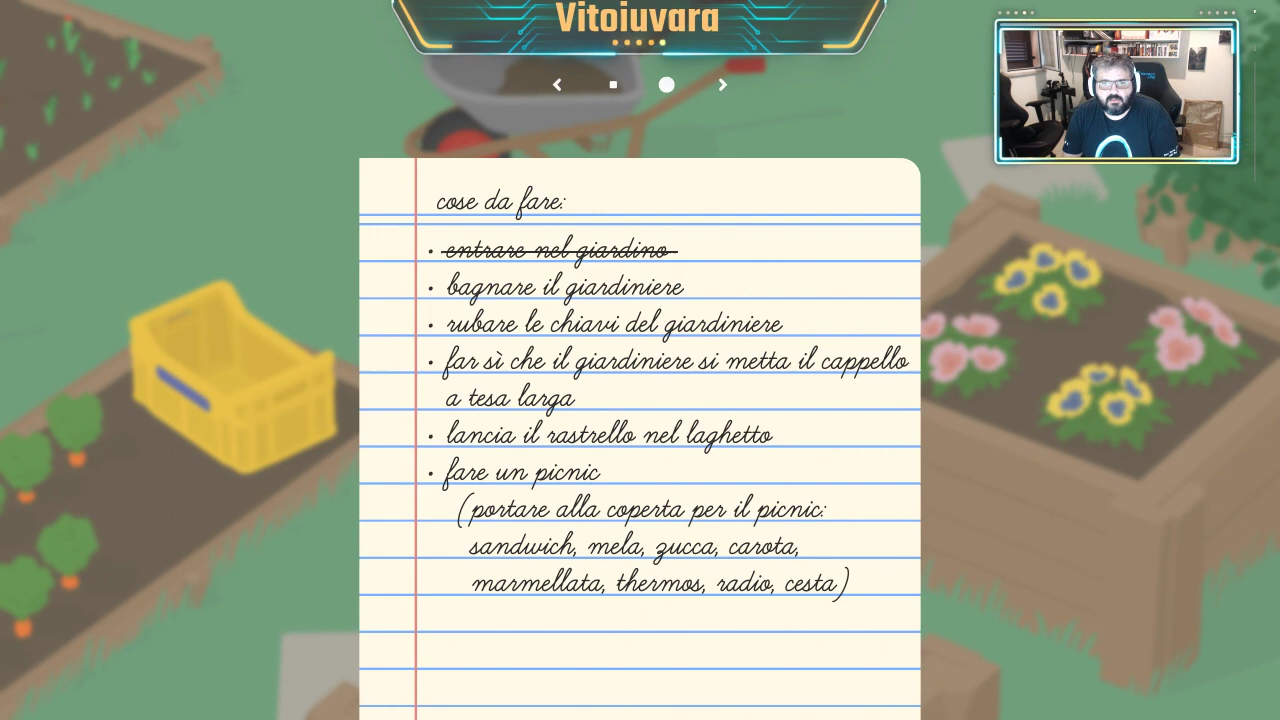 Vitoiuvara
cose da fare:
• entrare nel giardino
• bagnare il giardiniere
• rubare le chiavi del giardiniere
• far sì che il giardiniere si metta il cappello
a tesa larga
• lancia il rastrello nel laghetto
• fare un picnic
(portare alla coperta per il picnic:
sandwich, mela, zucca, carota,
marmellata, thermos, radio, cesta)